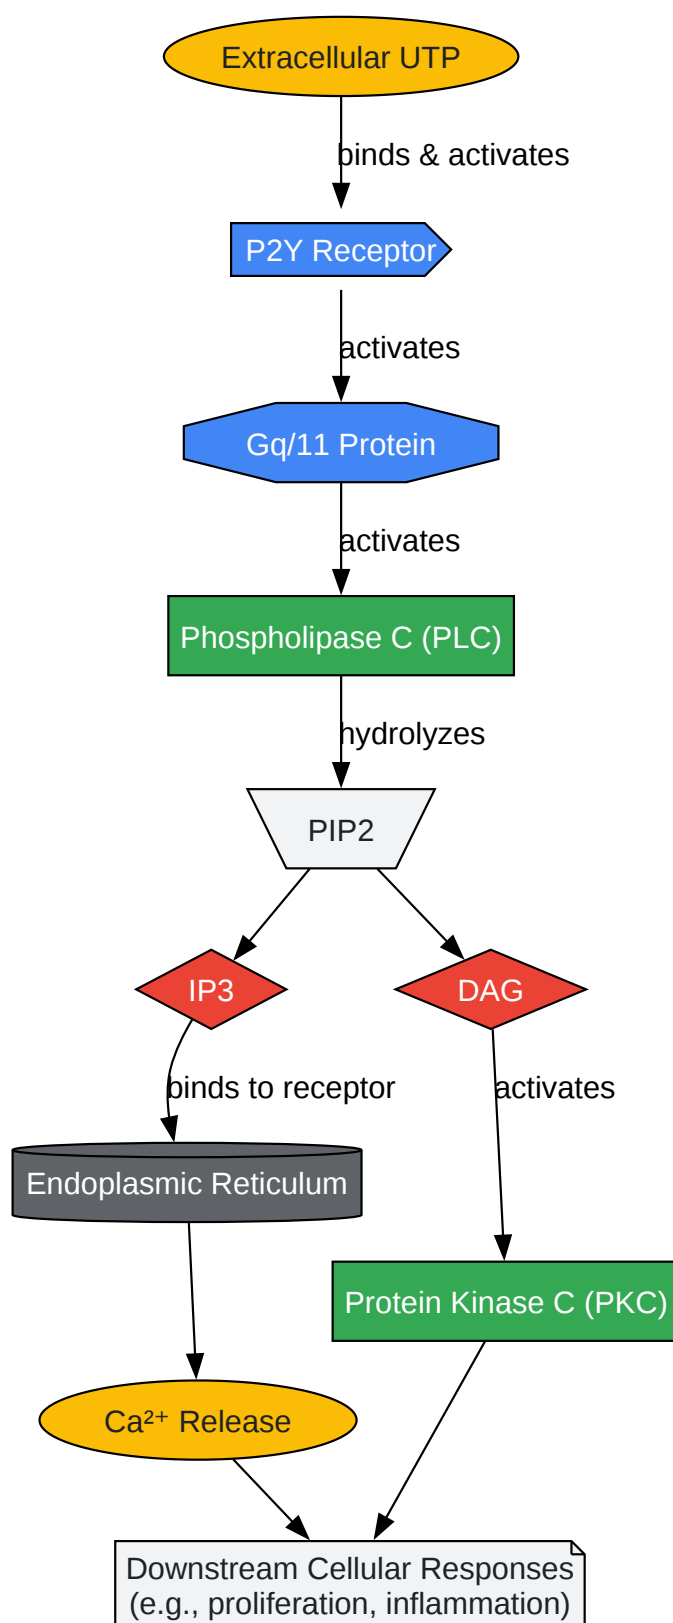 Extracellular UTP
binds & activates
P2Y Receptor
activates
Gq/11 Protein
activates
Phospholipase C (PLC)
hydrolyzes
PIP2
IP3
DAG
binds to receptor
activates
Endoplasmic Reticulum
Protein Kinase C (PKC)
Ca²⁺ Release
Downstream Cellular Responses
(e.g., proliferation, inflammation)